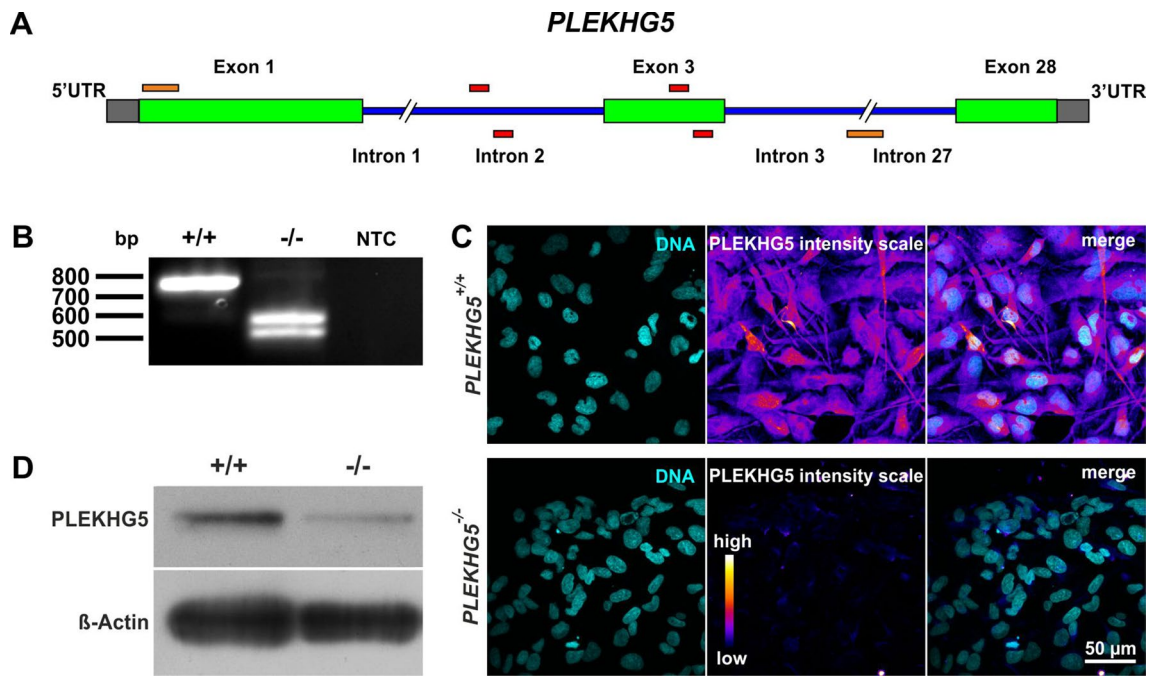 A
PLEKHG5
Exon 1
Exon 3
Exon 28
5'UTR
3'UTR
Intron 1
Intron 2
Intron 3
Intron 27
B
bp
+/+
-/-
NTC
800
700
600
500
C
PLEKHG5+/+
DNA
PLEKHG5 intensity scale
merge
PLEKHG5-/-
DNA
PLEKHG5 intensity scale
merge
high
low
50 µm
D
+/+
-/-
PLEKHG5
ß-Actin